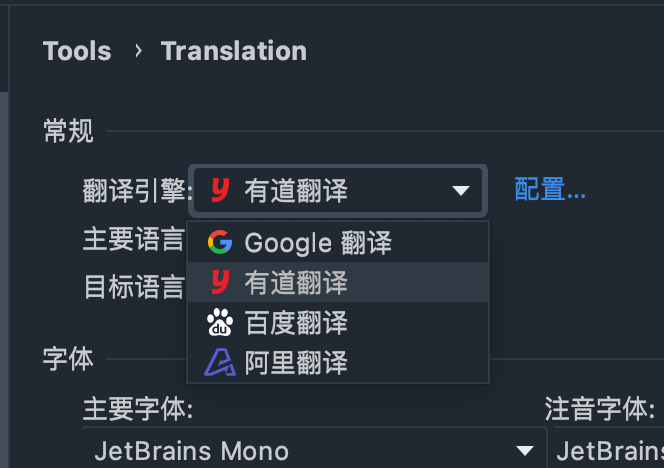 Tools › Translation
常规
翻译引擎: 有道翻译 配置...
主要语言
Google 翻译
目标语言
有道翻译
百度翻译
阿里翻译
字体
主要字体: 注音字体:
JetBrains Mono JetBrains